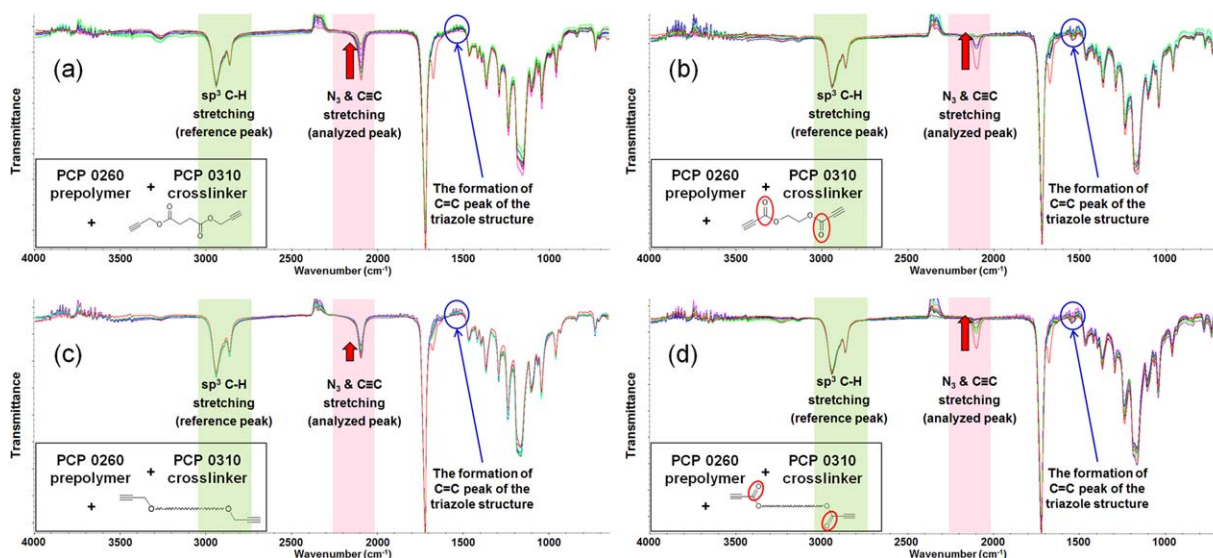 (a)
Transmittance
sp³ C-H
stretching
(reference peak)
N₃ & C≡C
stretching
(analyzed peak)
The formation of
C=C peak of the
triazole structure
PCP 0260 PCP 0310
+
prepolymer crosslinker
+
O
O
O
O
4000 3500 3000 2500 2000 1500 1000
Wavenumber (cm⁻¹)
(b)
Transmittance
sp³ C-H
stretching
(reference peak)
N₃ & C≡C
stretching
(analyzed peak)
The formation of
C=C peak of the
triazole structure
PCP 0260 PCP 0310
+
prepolymer crosslinker
+
O
O
O
O
4000 3500 3000 2500 2000 1500 1000
Wavenumber (cm⁻¹)
(c)
Transmittance
sp³ C-H
stretching
(reference peak)
N₃ & C≡C
stretching
(analyzed peak)
The formation of
C=C peak of the
triazole structure
PCP 0260 PCP 0310
+
prepolymer crosslinker
+
O
O
4000 3500 3000 2500 2000 1500 1000
Wavenumber (cm⁻¹)
(d)
Transmittance
sp³ C-H
stretching
(reference peak)
N₃ & C≡C
stretching
(analyzed peak)
The formation of
C=C peak of the
triazole structure
PCP 0260 PCP 0310
+
prepolymer crosslinker
+
O
O
O
O
4000 3500 3000 2500 2000 1500 1000
Wavenumber (cm⁻¹)